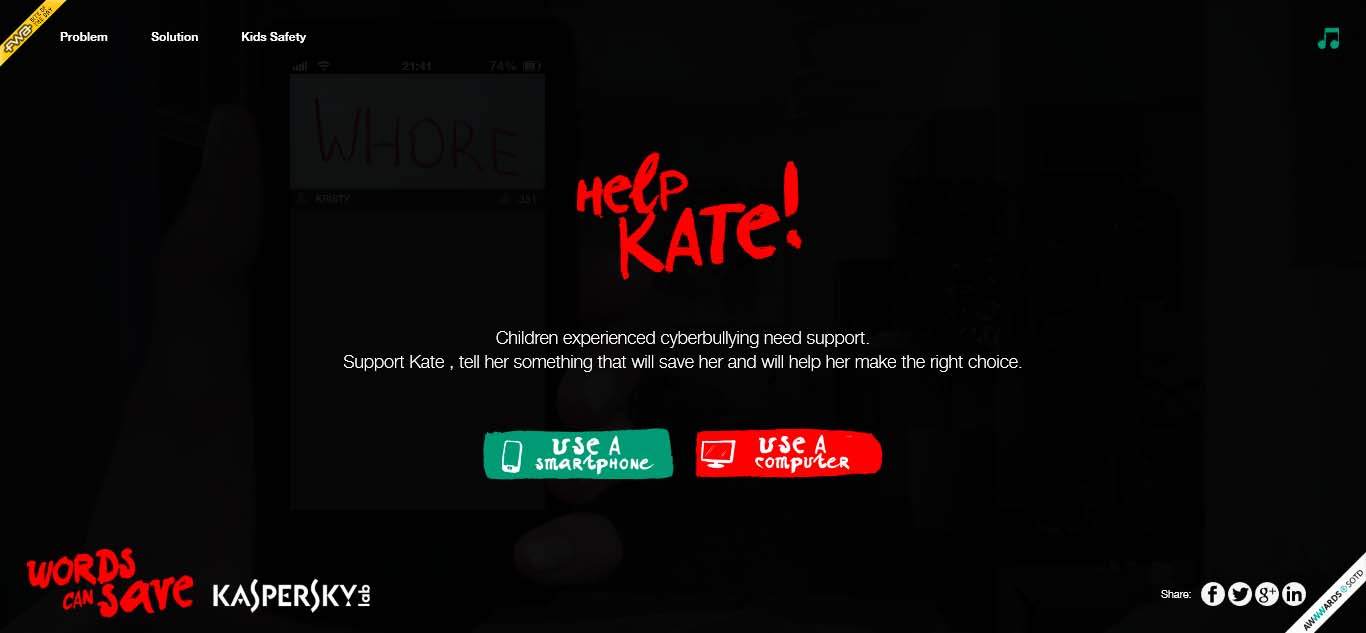 FWA SITE OF THE DAY
Problem
Solution
Kids Safety
21:41
74%
WHORE
KRISTY
331
HELP
KATE!
Children experienced cyberbullying need support.
Support Kate , tell her something that will save her and will help her make the right choice.
USE A
SMARTPHONE
USE A
COMPUTER
WORDS
CAN save
KASPERSKY lab
Share:
AWWWARDS SOTD